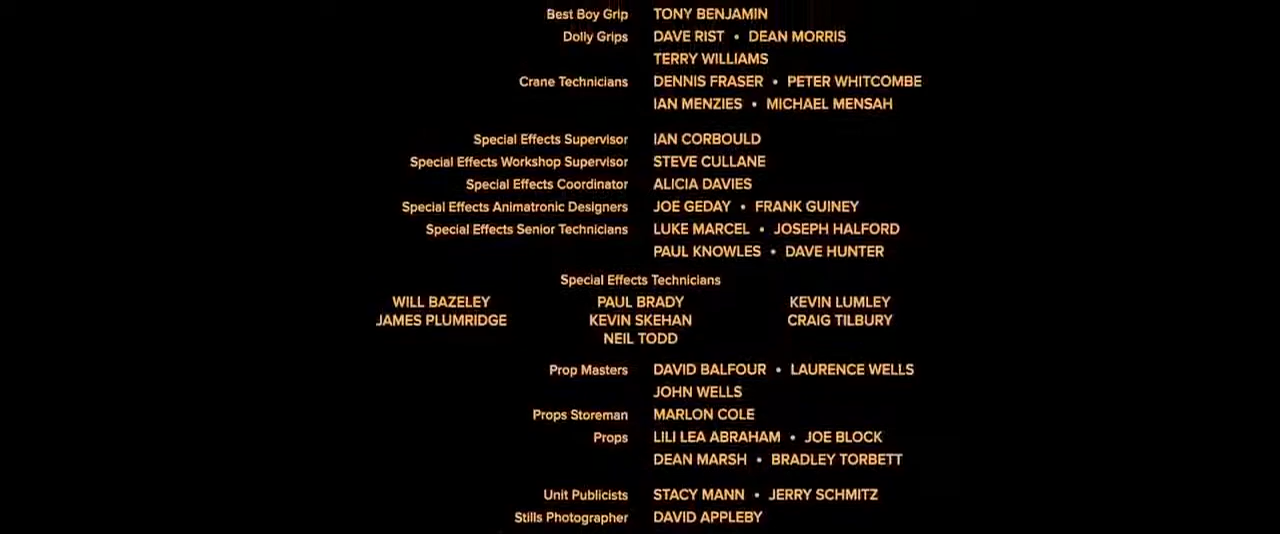 Best Boy Grip TONY BENJAMIN
Dolly Grips DAVE RIST • DEAN MORRIS
TERRY WILLIAMS
Crane Technicians DENNIS FRASER • PETER WHITCOMBE
IAN MENZIES • MICHAEL MENSAH
Special Effects Supervisor IAN CORBOULD
Special Effects Workshop Supervisor STEVE CULLANE
Special Effects Coordinator ALICIA DAVIES
Special Effects Animatronic Designers JOE GEDAY • FRANK GUINEY
Special Effects Senior Technicians LUKE MARCEL • JOSEPH HALFORD
PAUL KNOWLES • DAVE HUNTER
Special Effects Technicians
WILL BAZELEY PAUL BRADY KEVIN LUMLEY
JAMES PLUMRIDGE KEVIN SKEHAN CRAIG TILBURY
NEIL TODD
Prop Masters DAVID BALFOUR • LAURENCE WELLS
JOHN WELLS
Props Storeman MARLON COLE
Props LILI LEA ABRAHAM • JOE BLOCK
DEAN MARSH • BRADLEY TORBETT
Unit Publicists STACY MANN • JERRY SCHMITZ
Stills Photographer DAVID APPLEBY